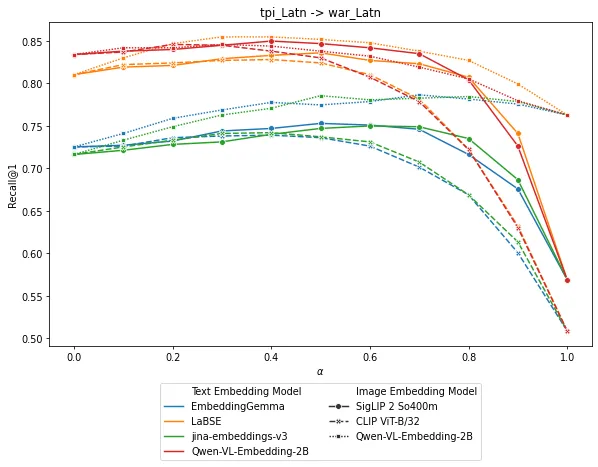 tpi_Latn -> war_Latn
Recall@1
0.85
0.80
0.75
0.70
0.65
0.60
0.55
0.50
0.0 0.2 0.4 0.6 0.8 1.0
α
Text Embedding Model
EmbeddingGemma
LaBSE
jina-embeddings-v3
Qwen-VL-Embedding-2B
Image Embedding Model
SigLIP 2 So400m
CLIP ViT-B/32
Qwen-VL-Embedding-2B